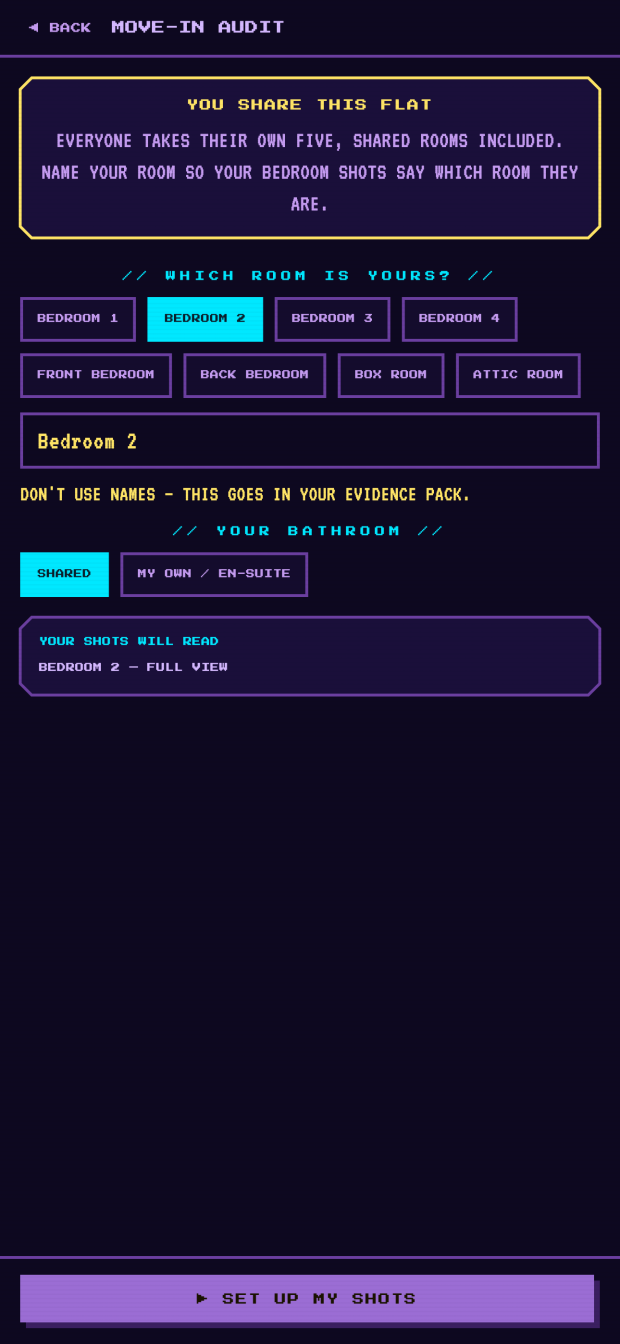 ◄ BACK MOVE-IN AUDIT
YOU SHARE THIS FLAT
EVERYONE TAKES THEIR OWN FIVE, SHARED ROOMS INCLUDED.
NAME YOUR ROOM SO YOUR BEDROOM SHOTS SAY WHICH ROOM THEY
ARE.
// WHICH ROOM IS YOURS? //
BEDROOM 1 BEDROOM 2 BEDROOM 3 BEDROOM 4
FRONT BEDROOM BACK BEDROOM BOX ROOM ATTIC ROOM
Bedroom 2
DON'T USE NAMES — THIS GOES IN YOUR EVIDENCE PACK.
// YOUR BATHROOM //
SHARED MY OWN / EN-SUITE
YOUR SHOTS WILL READ
BEDROOM 2 — FULL VIEW
► SET UP MY SHOTS